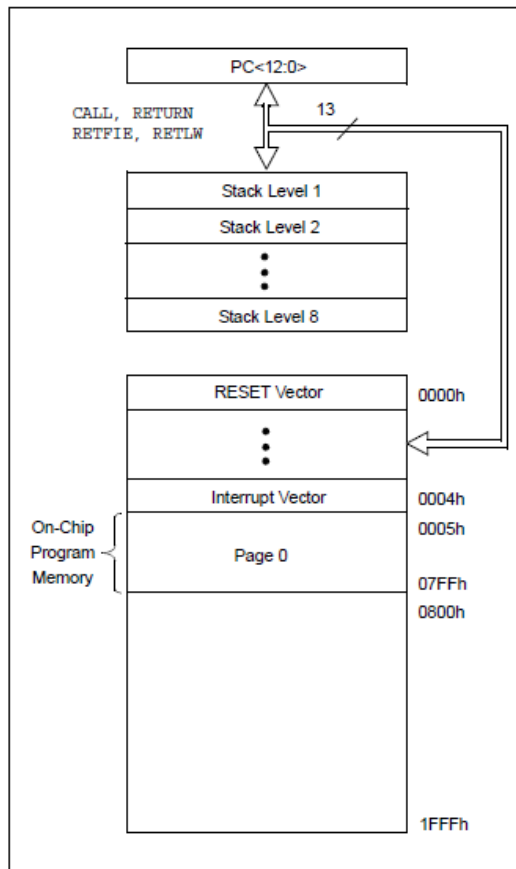 PC<12:0>
CALL, RETURN
RETFIE, RETLW
13
Stack Level 1
Stack Level 2
Stack Level 8
RESET Vector
0000h
Interrupt Vector
0004h
On-Chip
Program
Memory
0005h
Page 0
07FFh
0800h
1FFFh